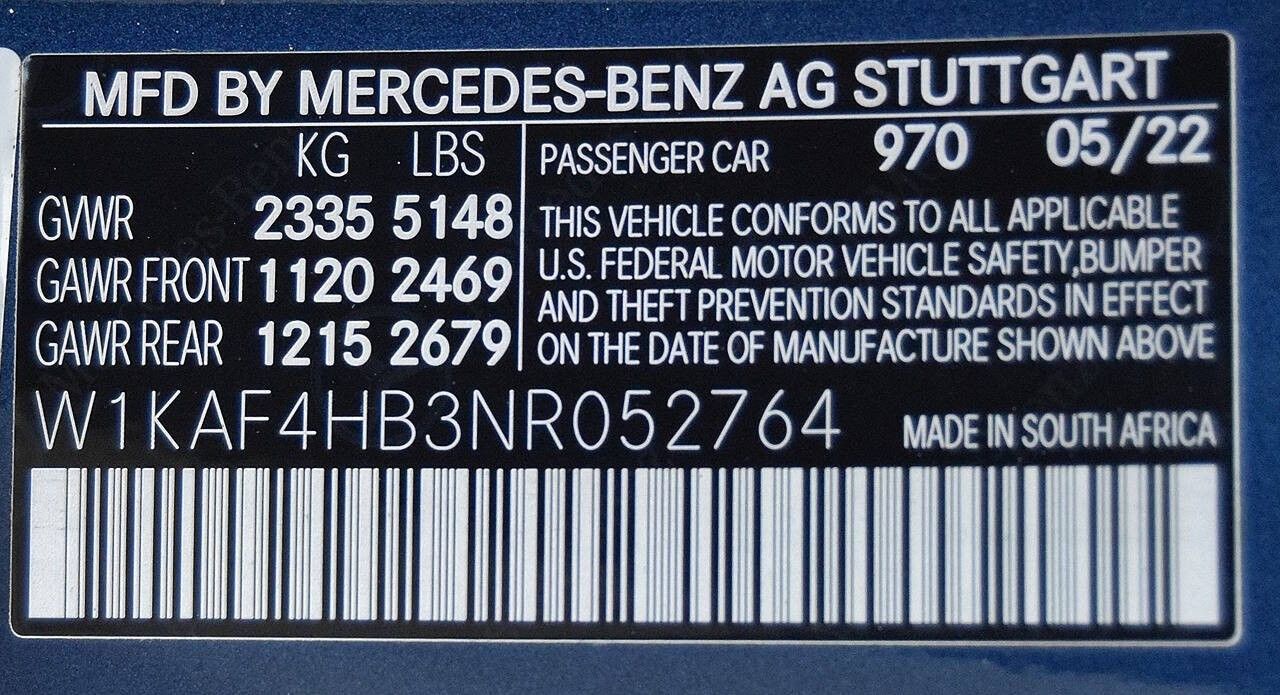 MFD BY MERCEDES-BENZ AG STUTTGART
KG LBS
GVWR 2335 5148
GAWR FRONT 1120 2469
GAWR REAR 1215 2679
PASSENGER CAR 970 05/22
THIS VEHICLE CONFORMS TO ALL APPLICABLE
U.S. FEDERAL MOTOR VEHICLE SAFETY,BUMPER
AND THEFT PREVENTION STANDARDS IN EFFECT
ON THE DATE OF MANUFACTURE SHOWN ABOVE
W1KAF4HB3NR052764
MADE IN SOUTH AFRICA